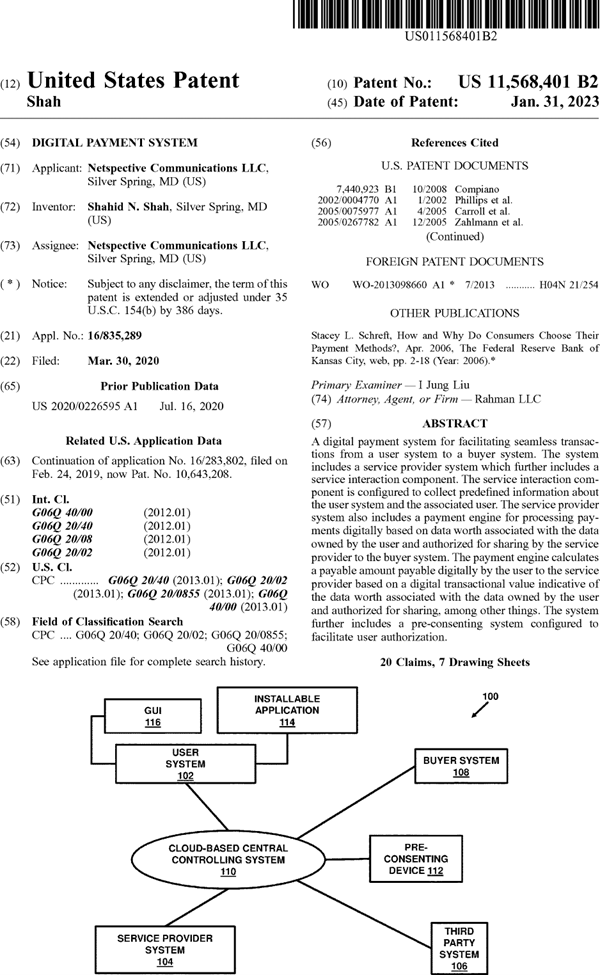 US011568401B2
(12) United States Patent
Shah
(10) Patent No.: US 11,568,401 B2
(45) Date of Patent: Jan. 31, 2023
(54) DIGITAL PAYMENT SYSTEM
(71) Applicant: Netspective Communications LLC,
Silver Spring, MD (US)
(72) Inventor: Shahid N. Shah, Silver Spring, MD
(US)
(73) Assignee: Netspective Communications LLC,
Silver Spring, MD (US)
( * ) Notice: Subject to any disclaimer, the term of this
patent is extended or adjusted under 35
U.S.C. 154(b) by 386 days.
(21) Appl. No.: 16/835,289
(22) Filed: Mar. 30, 2020
(65) Prior Publication Data
US 2020/0226595 A1 Jul. 16, 2020
Related U.S. Application Data
(63) Continuation of application No. 16/283,802, filed on
Feb. 24, 2019, now Pat. No. 10,643,208.
(51) Int. Cl.
G06Q 40/00 (2012.01)
G06Q 20/40 (2012.01)
G06Q 20/08 (2012.01)
G06Q 20/02 (2012.01)
(52) U.S. Cl.
CPC ............ G06Q 20/40 (2013.01); G06Q 20/02
(2013.01); G06Q 20/0855 (2013.01); G06Q
40/00 (2013.01)
(58) Field of Classification Search
CPC .... G06Q 20/40; G06Q 20/02; G06Q 20/0855;
G06Q 40/00
See application file for complete search history.
(56) References Cited
U.S. PATENT DOCUMENTS
7,440,923 B1 10/2008 Compiano
2002/0004770 A1 1/2002 Phillips et al.
2005/0075977 A1 4/2005 Carroll et al.
2005/0267782 A1 12/2005 Zahlmann et al.
(Continued)
FOREIGN PATENT DOCUMENTS
WO WO-2013098660 A1 * 7/2013 ........... H04N 21/254
OTHER PUBLICATIONS
Stacey L. Schreft, How and Why Do Consumers Choose Their
Payment Methods?, Apr. 2006, The Federal Reserve Bank of
Kansas City, web, pp. 2-18 (Year: 2006).*
Primary Examiner — I Jung Liu
(74) Attorney, Agent, or Firm — Rahman LLC
(57) ABSTRACT
A digital payment system for facilitating seamless transac-
tions from a user system to a buyer system. The system
includes a service provider system which further includes a
service interaction component. The service interaction com-
ponent is configured to collect predefined information about
the user system and the associated user. The service provider
system also includes a payment engine for processing pay-
ments digitally based on data worth associated with the data
owned by the user and authorized for sharing by the service
provider to the buyer system. The payment engine calculates
a payable amount payable digitally by the user to the service
provider based on a digital transactional value indicative of
the data worth associated with the data owned by the user
and authorized for sharing, among other things. The system
further includes a pre-consenting system configured to
facilitate user authorization.
20 Claims, 7 Drawing Sheets
GUI
116
INSTALLABLE
APPLICATION
114
100
USER
SYSTEM
102
BUYER SYSTEM
108
CLOUD-BASED CENTRAL
CONTROLLING SYSTEM
110
PRE-
CONSENTING
DEVICE 112
SERVICE PROVIDER
SYSTEM
104
THIRD
PARTY
SYSTEM
106